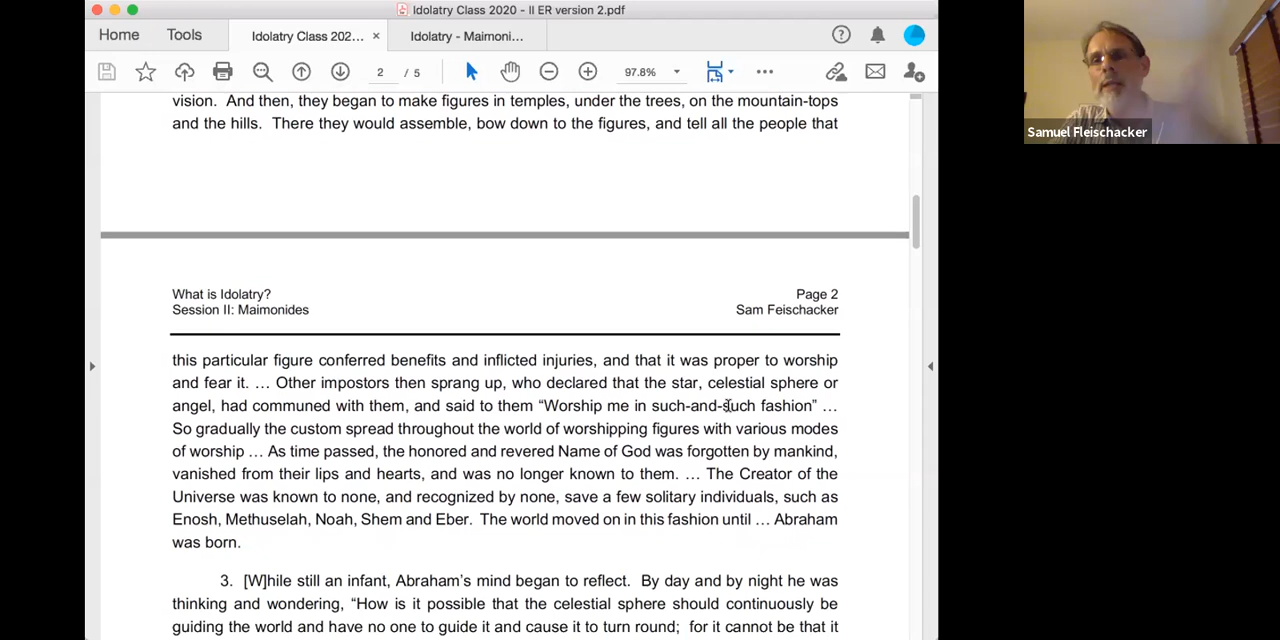 Idolatry Class 2020 - II ER version 2.pdf
Home Tools Idolatry Class 202... × Idolatry - Maimoni...
2 / 5 97.8%
vision. And then, they began to make figures in temples, under the trees, on the mountain-tops
and the hills. There they would assemble, bow down to the figures, and tell all the people that
What is Idolatry? Page 2
Session II: Maimonides Sam Feischacker
this particular figure conferred benefits and inflicted injuries, and that it was proper to worship
and fear it. … Other impostors then sprang up, who declared that the star, celestial sphere or
angel, had communed with them, and said to them “Worship me in such-and-such fashion” …
So gradually the custom spread throughout the world of worshipping figures with various modes
of worship … As time passed, the honored and revered Name of God was forgotten by mankind,
vanished from their lips and hearts, and was no longer known to them. … The Creator of the
Universe was known to none, and recognized by none, save a few solitary individuals, such as
Enosh, Methuselah, Noah, Shem and Eber. The world moved on in this fashion until … Abraham
was born.
3. [W]hile still an infant, Abraham’s mind began to reflect. By day and by night he was
thinking and wondering, “How is it possible that the celestial sphere should continuously be
guiding the world and have no one to guide it and cause it to turn round; for it cannot be that it
Samuel Fleischacker